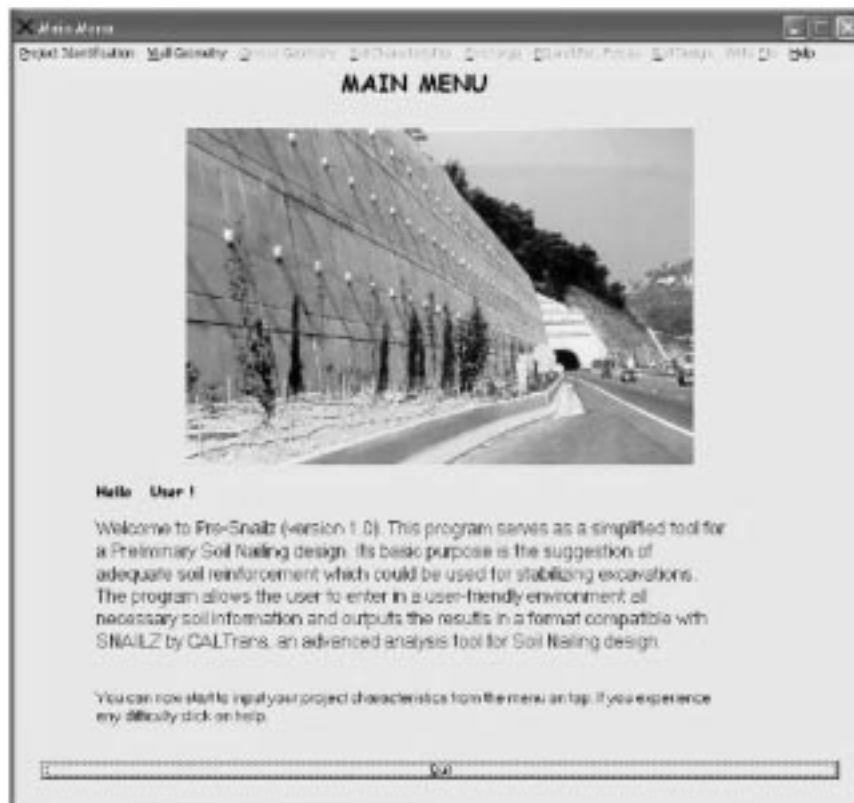 Main Menu
Project Identification Wall Geometry Help
MAIN MENU
Hello User !
Welcome to Pre-Snailz (version 1.0). This program serves as a simplified tool for
a Preliminary Soil Nailing design. Its basic purpose is the suggestion of
adequate soil reinforcement which could be used for stabilizing excavations.
The program allows the user to enter in a user-friendly environment all
necessary soil information and outputs the results in a format compatible with
SNAILZ by CALTrans, an advanced analysis tool for Soil Nailing design.
You can now start to input your project characteristics from the menu on top. If you experience
any difficulty click on help.